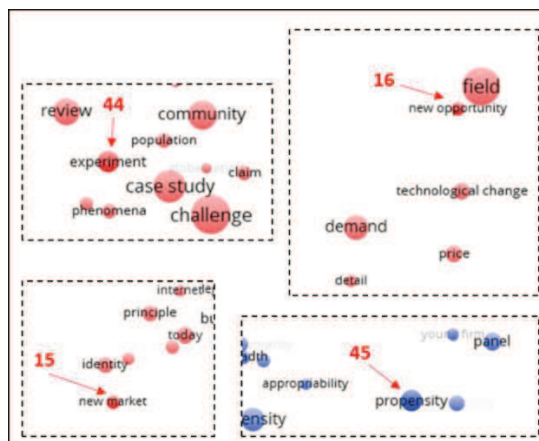 44
review
community
population
experiment
claim
case study
phenomena
challenge
16
field
new opportunity
technological change
demand
price
detail
internet
principle
today
15
identity
new market
45
panel
appropriability
propensity